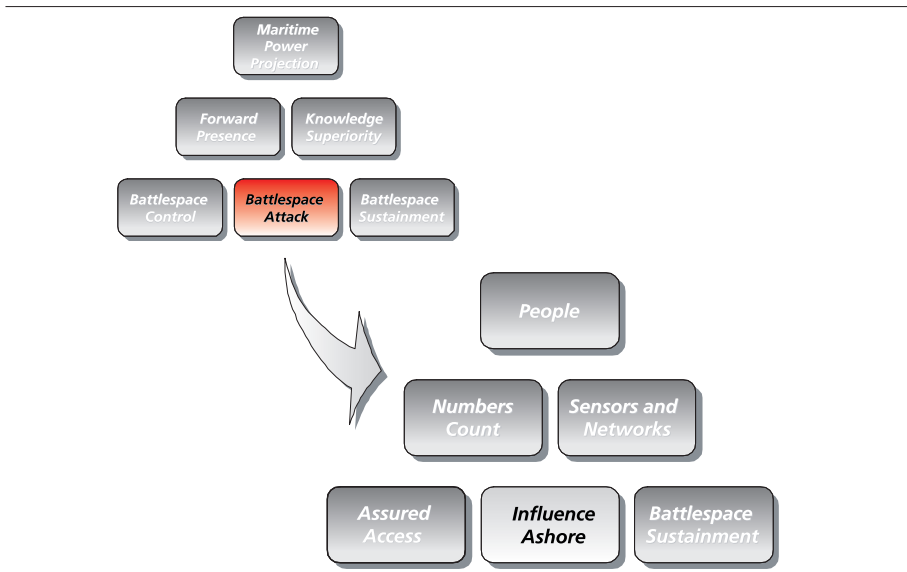 Maritime
Power
Projection
Forward
Presence
Knowledge
Superiority
Battlespace
Control
Battlespace
Attack
Battlespace
Sustainment
People
Numbers
Count
Sensors and
Networks
Assured
Access
Influence
Ashore
Battlespace
Sustainment